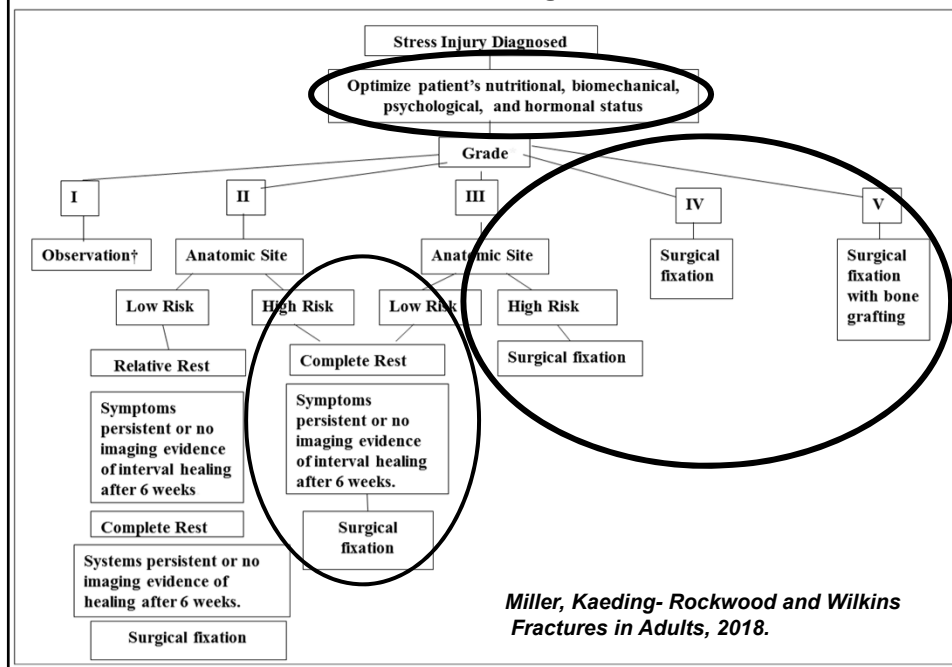 Stress Injury Diagnosed
Optimize patient's nutritional, biomechanical,
psychological, and hormonal status
Grade
I
II
III
IV
V
Observation†
Anatomic Site
Anatomic Site
Surgical
fixation
Surgical
fixation
with bone
grafting
Low Risk
High Risk
Low Risk
High Risk
Relative Rest
Complete Rest
Surgical fixation
Symptoms
persistent or no
imaging evidence
of interval healing
after 6 weeks
Symptoms
persistent or no
imaging evidence
of interval healing
after 6 weeks.
Complete Rest
Surgical
fixation
Systems persistent or no
imaging evidence of
healing after 6 weeks.
Surgical fixation
Miller, Kaeding- Rockwood and Wilkins
Fractures in Adults, 2018.